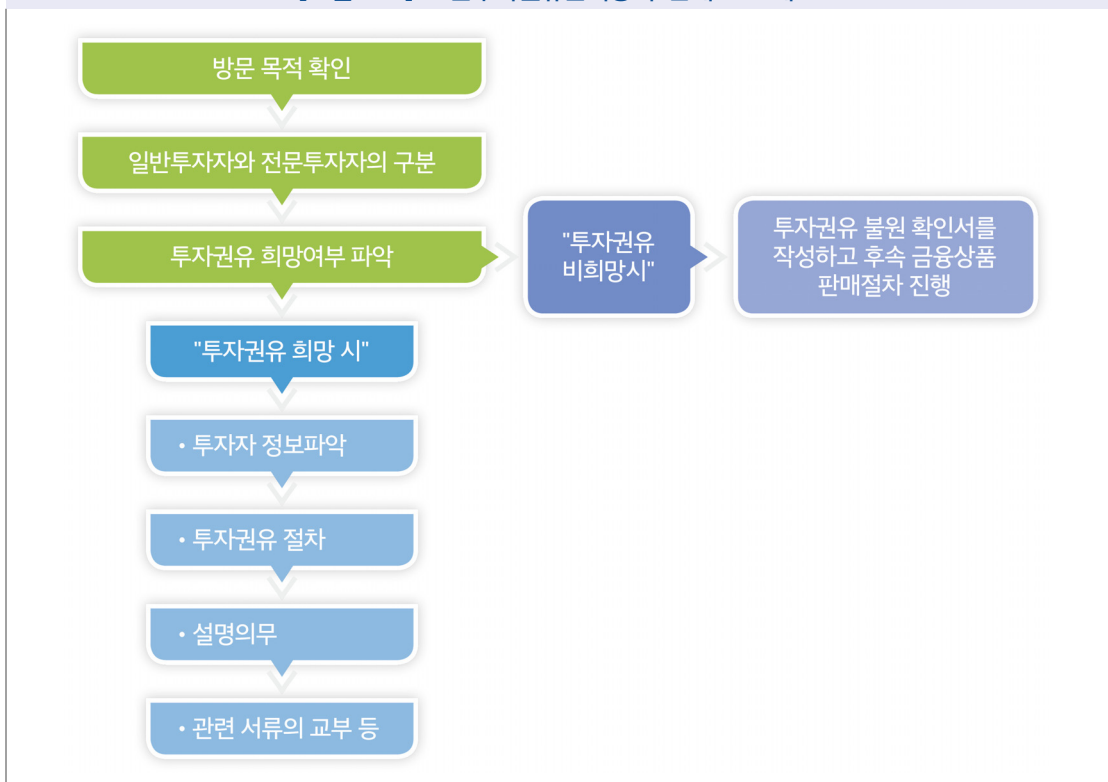 방문 목적 확인
일반투자자와 전문투자자의 구분
투자권유 희망여부 파악
"투자권유
비희망시"
투자권유 불원 확인서를
작성하고 후속 금융상품
판매절차 진행
"투자권유 희망 시"
• 투자자 정보파악
• 투자권유 절차
• 설명의무
• 관련 서류의 교부 등